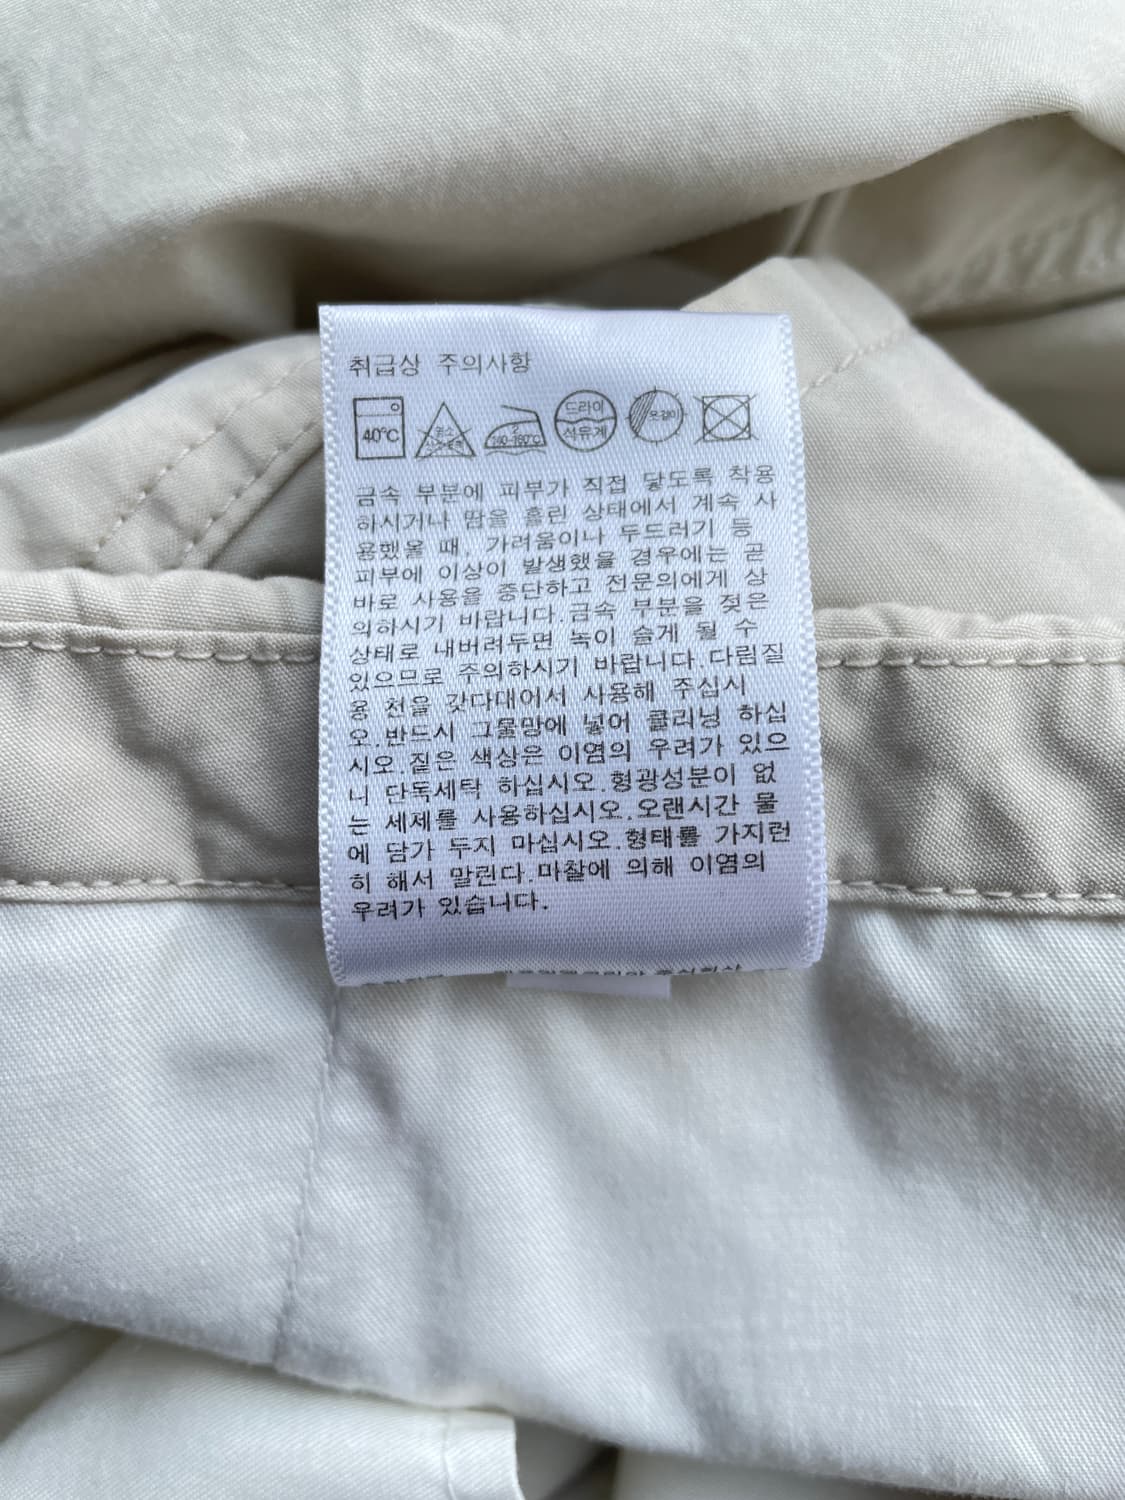 취급상 주의사항
40℃
드라이
석유계
옷걸이
금속 부분에 피부가 직접 닿도록 착용
하시거나 땀을 흘린 상태에서 계속 사
용했을 때, 가려움이나 두드러기 등
피부에 이상이 발생했을 경우에는 곧
바로 사용을 중단하고 전문의에게 상
의하시기 바랍니다.금속 부분을 젖은
상태로 내버려두면 녹이 슬게 될 수
있으므로 주의하시기 바랍니다.다림질
용 천을 갖다대어서 사용해 주십시
오.반드시 그물망에 넣어 클리닝 하십
시오.짙은 색상은 이염의 우려가 있으
니 단독세탁 하십시오.형광성분이 없
는 세제를 사용하십시오.오랜시간 물
에 담가 두지 마십시오.형태를 가지런
히 해서 말린다.마찰에 의해 이염의
우려가 있습니다.